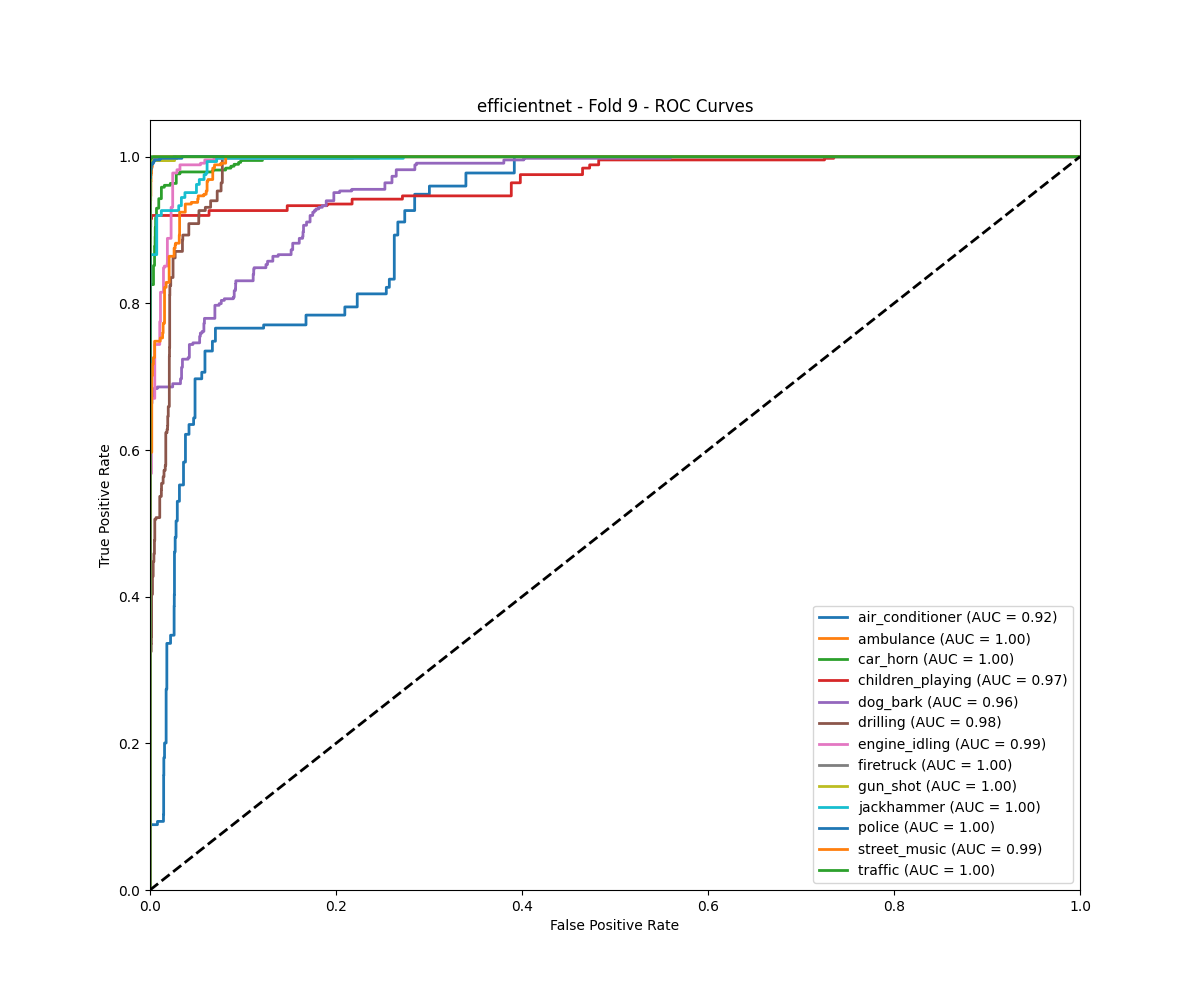 efficientnet - Fold 9 - ROC Curves
True Positive Rate
1.0
0.8
0.6
0.4
0.2
0.0
0.0 0.2 0.4 0.6 0.8 1.0
False Positive Rate
air_conditioner (AUC = 0.92)
ambulance (AUC = 1.00)
car_horn (AUC = 1.00)
children_playing (AUC = 0.97)
dog_bark (AUC = 0.96)
drilling (AUC = 0.98)
engine_idling (AUC = 0.99)
firetruck (AUC = 1.00)
gun_shot (AUC = 1.00)
jackhammer (AUC = 1.00)
police (AUC = 1.00)
street_music (AUC = 0.99)
traffic (AUC = 1.00)